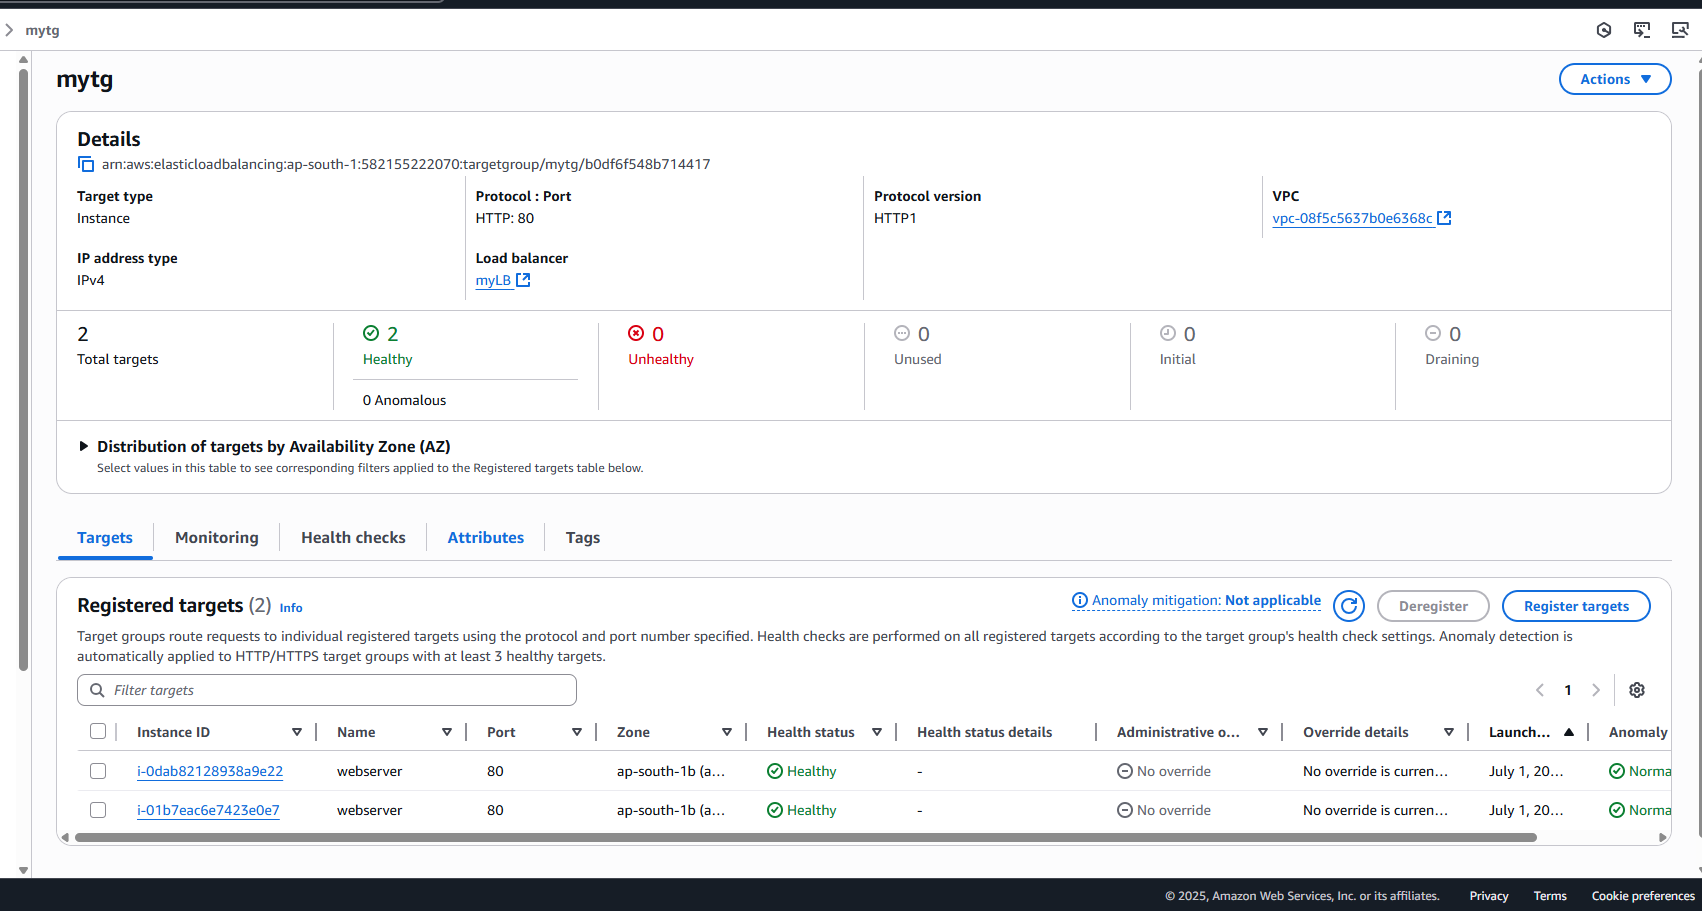 mytg
mytg
Actions
Details
arn:aws:elasticloadbalancing:ap-south-1:582155222070:targetgroup/mytg/b0df6f548b714417
Target type
Instance
Protocol : Port
HTTP: 80
Protocol version
HTTP1
VPC
vpc-08f5c5637b0e6368c
IP address type
IPv4
Load balancer
myLB
2
Total targets
2
Healthy
0 Anomalous
0
Unhealthy
0
Unused
0
Initial
0
Draining
Distribution of targets by Availability Zone (AZ)
Select values in this table to see corresponding filters applied to the Registered targets table below.
Targets Monitoring Health checks Attributes Tags
Registered targets (2) Info
Anomaly mitigation: Not applicable
Deregister
Register targets
Target groups route requests to individual registered targets using the protocol and port number specified. Health checks are performed on all registered targets according to the target group's health check settings. Anomaly detection is
automatically applied to HTTP/HTTPS target groups with at least 3 healthy targets.
Filter targets
1
Instance ID Name Port Zone Health status Health status details Administrative o... Override details Launch... Anomaly
i-0dab82128938a9e22 webserver 80 ap-south-1b (a... Healthy - No override No override is curren... July 1, 20... Norma
i-01b7eac6e7423e0e7 webserver 80 ap-south-1b (a... Healthy - No override No override is curren... July 1, 20... Norma
© 2025, Amazon Web Services, Inc. or its affiliates. Privacy Terms Cookie preferences